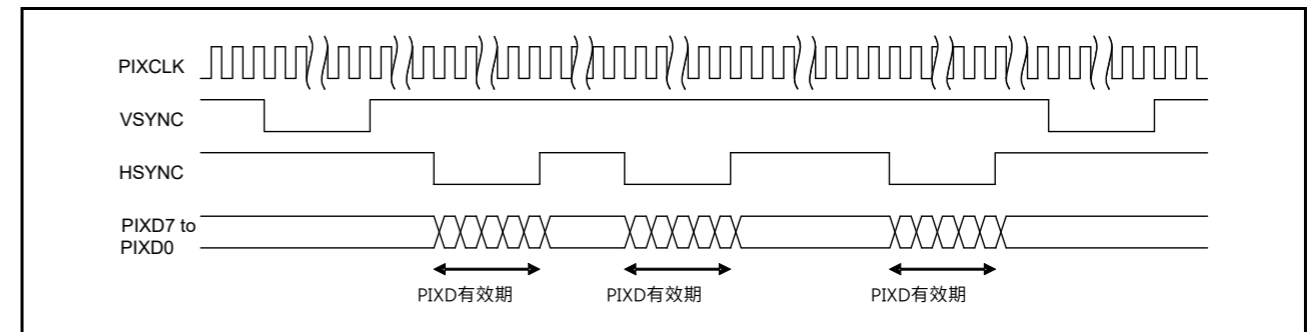 PIXCLK
VSYNC
HSYNC
PIXD7 to
PIXD0
PIXD有效期
PIXD有效期
PIXD有效期